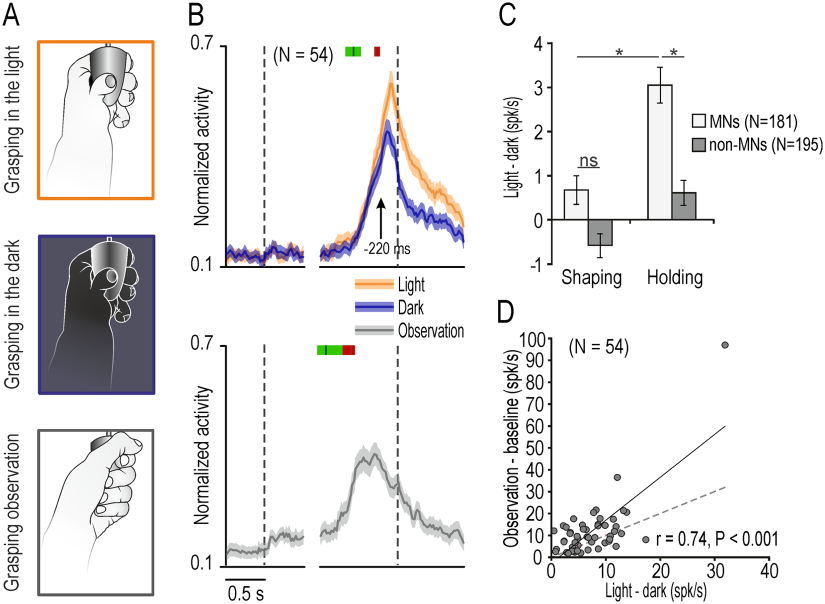 A
Grasping in the light
Grasping in the dark
Grasping observation
B
0.7
(N = 54)
Normalized activity
-220 ms
0.1
Light
Dark
Observation
0.7
Normalized activity
0.1
0.5 s
C
4
3
2
1
0
-1
Light - dark (spk/s)
*
*
ns
MNs (N=181)
non-MNs (N=195)
Shaping
Holding
D
100
90
80
70
60
50
40
30
20
10
0
Observation - baseline (spk/s)
(N = 54)
r = 0.74, P < 0.001
0
10
20
30
40
Light - dark (spk/s)